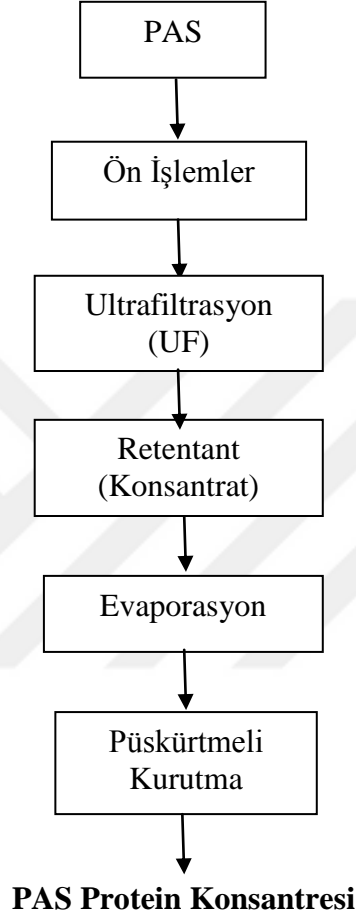 PAS
Ön İşlemler
Ultrafiltrasyon
(UF)
Retentant
(Konsantrat)
Evaporasyon
Püskürtmeli
Kurutma
PAS Protein Konsantresi